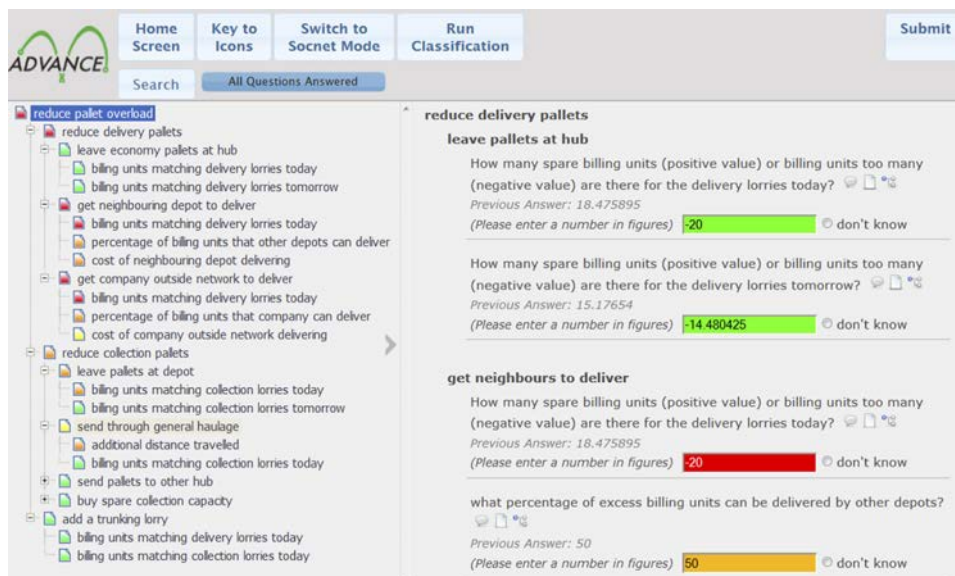 ADVANCE
Home
Screen
Key to
Icons
Switch to
Socnet Mode
Run
Classification
Submit
Search
All Questions Answered
reduce pallet overload
reduce delivery pallets
leave economy pallets at hub
billing units matching delivery lorries today
billing units matching delivery lorries tomorrow
get neighbouring depot to deliver
billing units matching delivery lorries today
percentage of billing units that other depots can deliver
cost of neighbouring depot delivering
get company outside network to deliver
billing units matching delivery lorries today
percentage of billing units that company can deliver
cost of company outside network delivering
reduce collection pallets
leave pallets at depot
billing units matching collection lorries today
billing units matching collection lorries tomorrow
send through general haulage
additional distance travelled
billing units matching collection lorries today
send pallets to other hub
buy spare collection capacity
add a trunking lorry
billing units matching delivery lorries today
billing units matching collection lorries today
reduce delivery pallets
leave pallets at hub
How many spare billing units (positive value) or billing units too many
(negative value) are there for the delivery lorries today?
Previous Answer: 18.475895
(Please enter a number in figures) -20 don't know
How many spare billing units (positive value) or billing units too many
(negative value) are there for the delivery lorries tomorrow?
Previous Answer: 15.17654
(Please enter a number in figures) -14.480425 don't know
get neighbours to deliver
How many spare billing units (positive value) or billing units too many
(negative value) are there for the delivery lorries today?
Previous Answer: 18.475895
(Please enter a number in figures) -20 don't know
what percentage of excess billing units can be delivered by other depots?
Previous Answer: 50
(Please enter a number in figures) 50 don't know